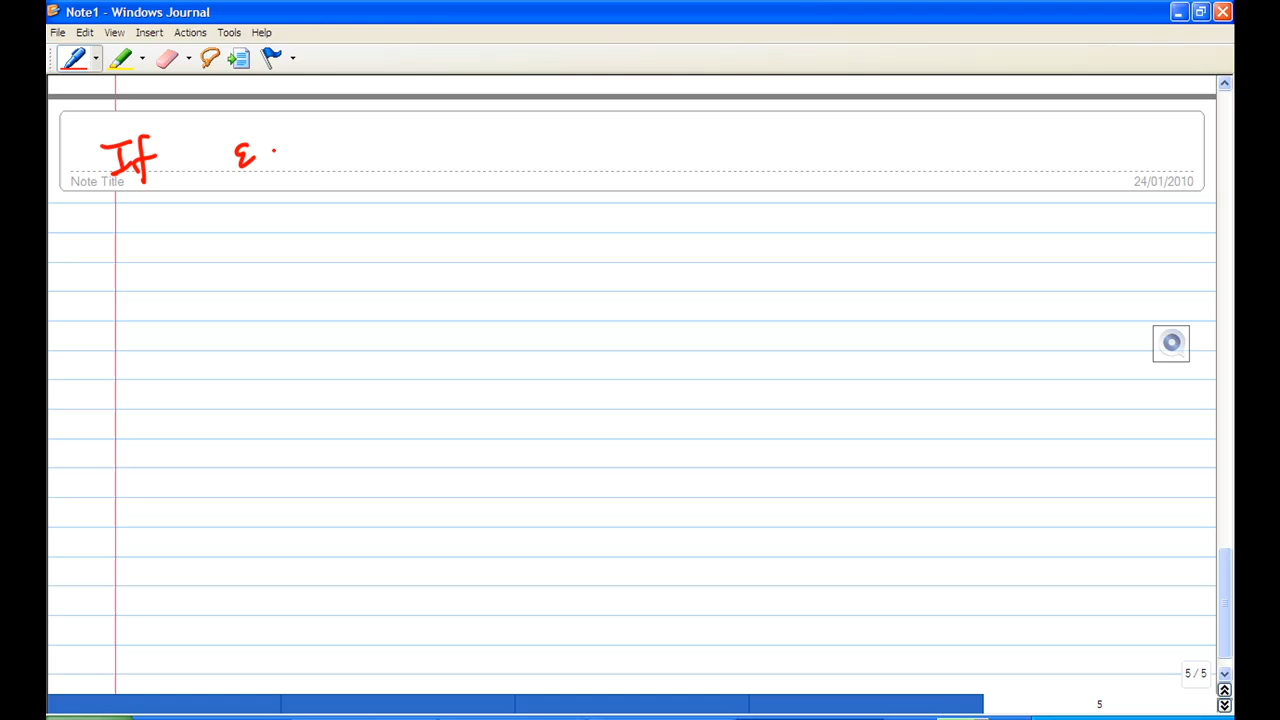 Note1 - Windows Journal
File Edit View Insert Actions Tools Help
If ε
Note Title
24/01/2010
5 / 5
5